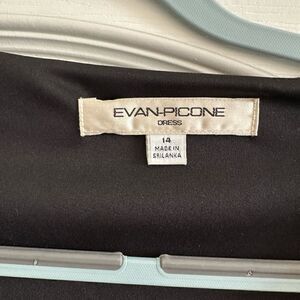 EVAN-PICONE
DRESS
14
MADE IN
SRI LANKA